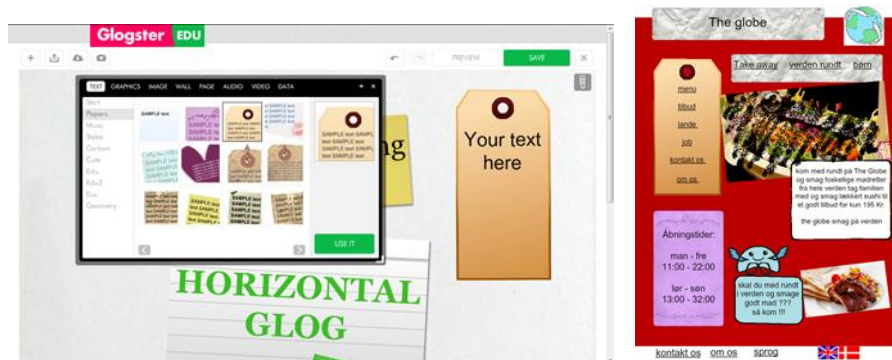 Glogster EDU
PREVIEW
SAVE
TEXT GRAPHICS IMAGE WALL PAGE AUDIO VIDEO DATA
Start
Papers
Music
Styles
Cartoon
Cute
Edu
Edu2
Exo
Geometry
SAMPLE text
USE IT
ng
Your text
here
HORIZONTAL
GLOG
The globe
Take away verden rundt børn
menu
tilbud
lande
job
kontakt os
om os
kom med rundt på The Globe
og smag foskellige madretter
fra hele verden tag familien
med og smag lækkert sushi til
et godt tilbud for kun 195 Kr.
the globe smag på verden
Åbningstider:
man - fre
11:00 - 22:00
lør - søn
13:00 - 32:00
skal du med rundt
i verden og smage
godt mad ???
så kom !!!
kontakt os om os sprog